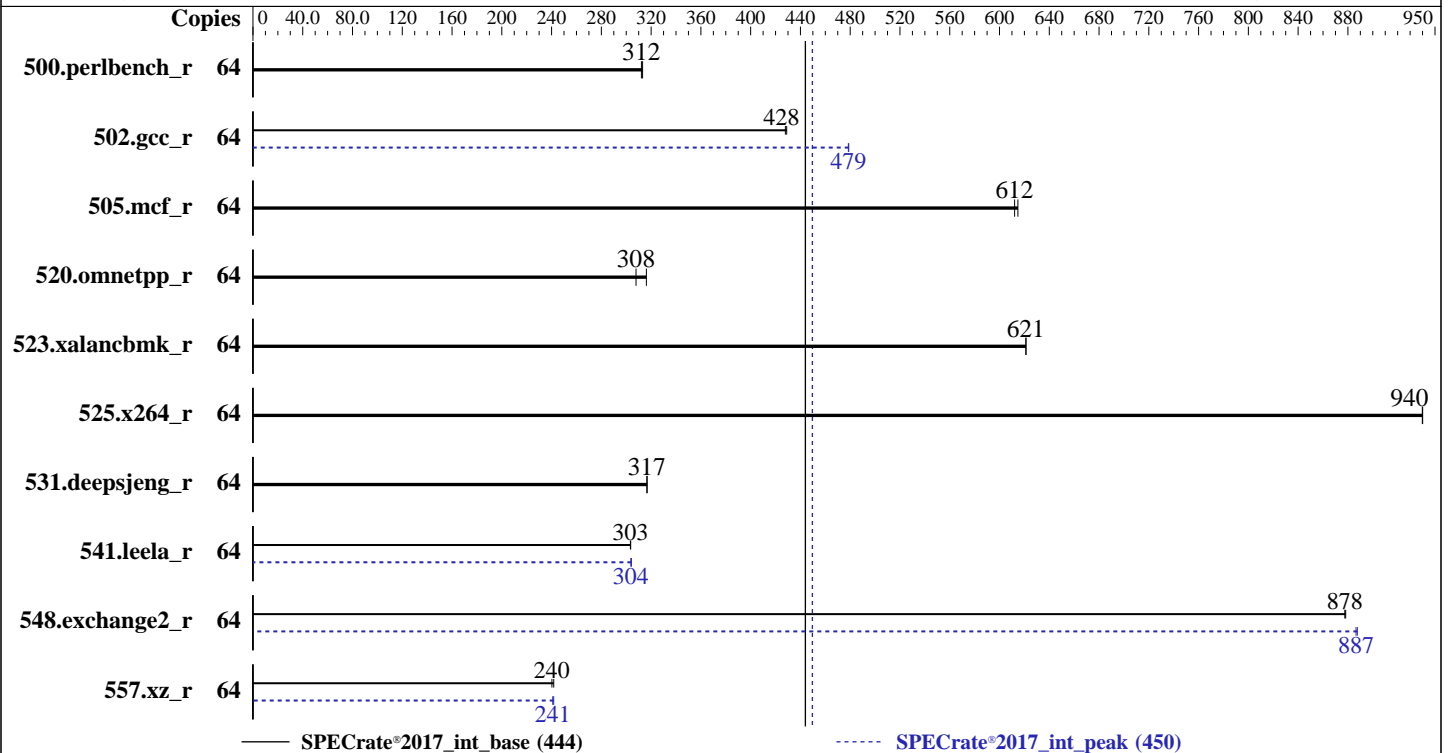 Copies 0 40.0 80.0 120 160 200 240 280 320 360 400 440 480 520 560 600 640 680 720 760 800 840 880 950
312
500.perlbench_r 64
428
502.gcc_r 64
479
612
505.mcf_r 64
308
520.omnetpp_r 64
621
523.xalancbmk_r 64
940
525.x264_r 64
317
531.deepsjeng_r 64
303
541.leela_r 64
304
878
548.exchange2_r 64
887
240
557.xz_r 64
241
SPECrate®2017_int_base (444) SPECrate®2017_int_peak (450)